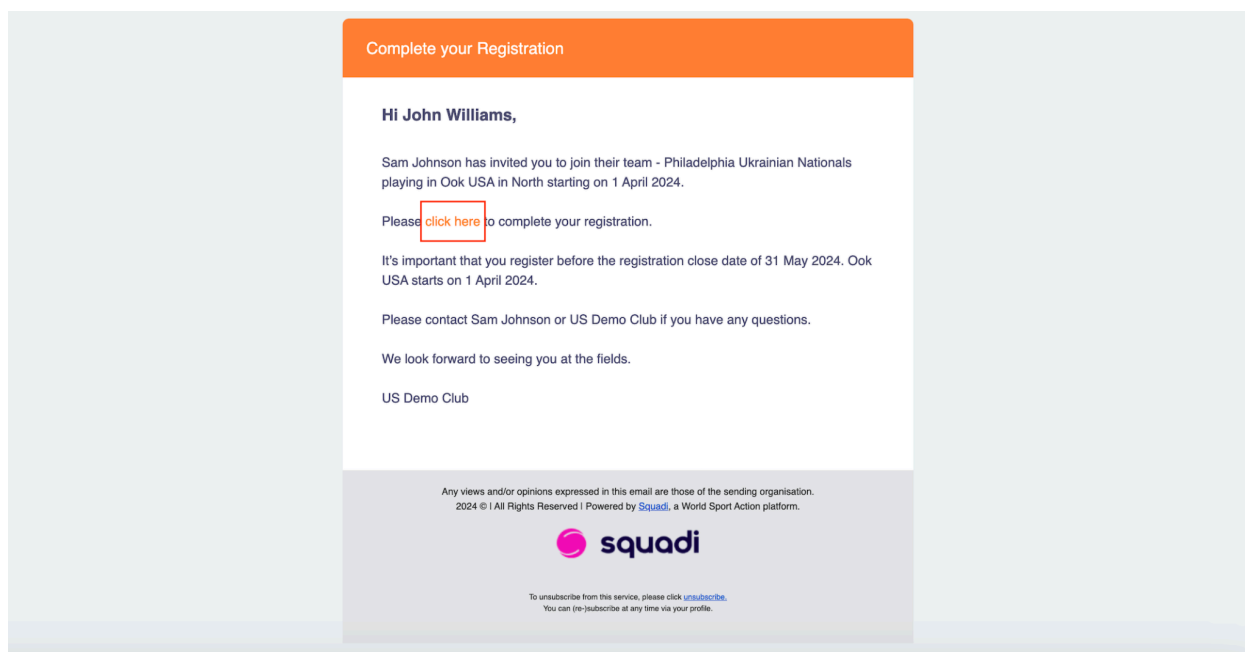 Complete your Registration
Hi John Williams,
Sam Johnson has invited you to join their team - Philadelphia Ukrainian Nationals
playing in Ook USA in North starting on 1 April 2024.
Please click here to complete your registration.
It's important that you register before the registration close date of 31 May 2024. Ook
USA starts on 1 April 2024.
Please contact Sam Johnson or US Demo Club if you have any questions.
We look forward to seeing you at the fields.
US Demo Club
Any views and/or opinions expressed in this email are those of the sending organisation.
2024 © | All Rights Reserved | Powered by Squadi, a World Sport Action platform.
squadi
To unsubscribe from this service, please click unsubscribe.
You can (re-)subscribe at any time via your profile.